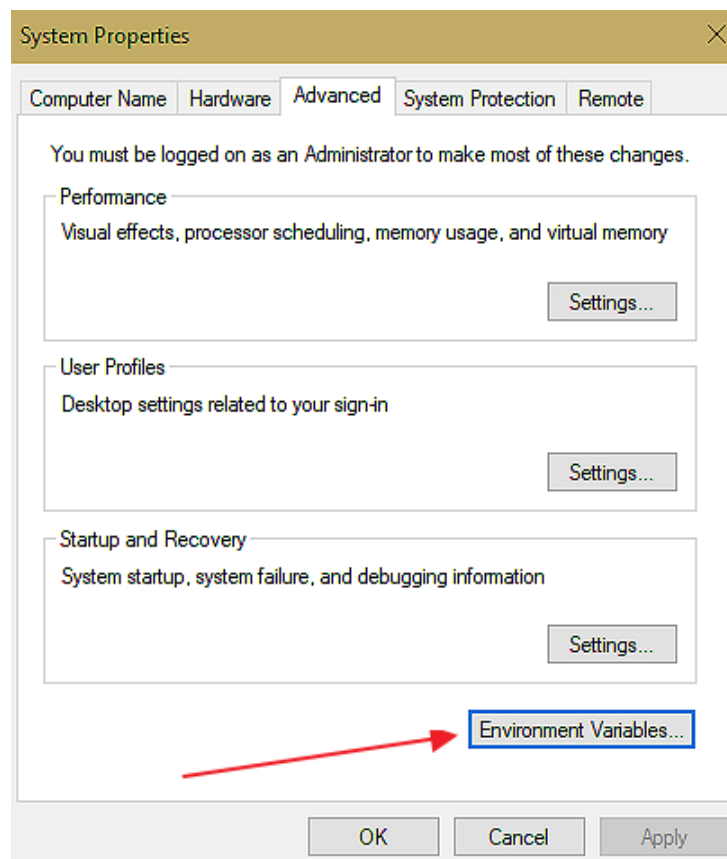 System Properties
Computer Name Hardware Advanced System Protection Remote
You must be logged on as an Administrator to make most of these changes.
Performance
Visual effects, processor scheduling, memory usage, and virtual memory
Settings...
User Profiles
Desktop settings related to your sign-in
Settings...
Startup and Recovery
System startup, system failure, and debugging information
Settings...
Environment Variables...
OK Cancel Apply